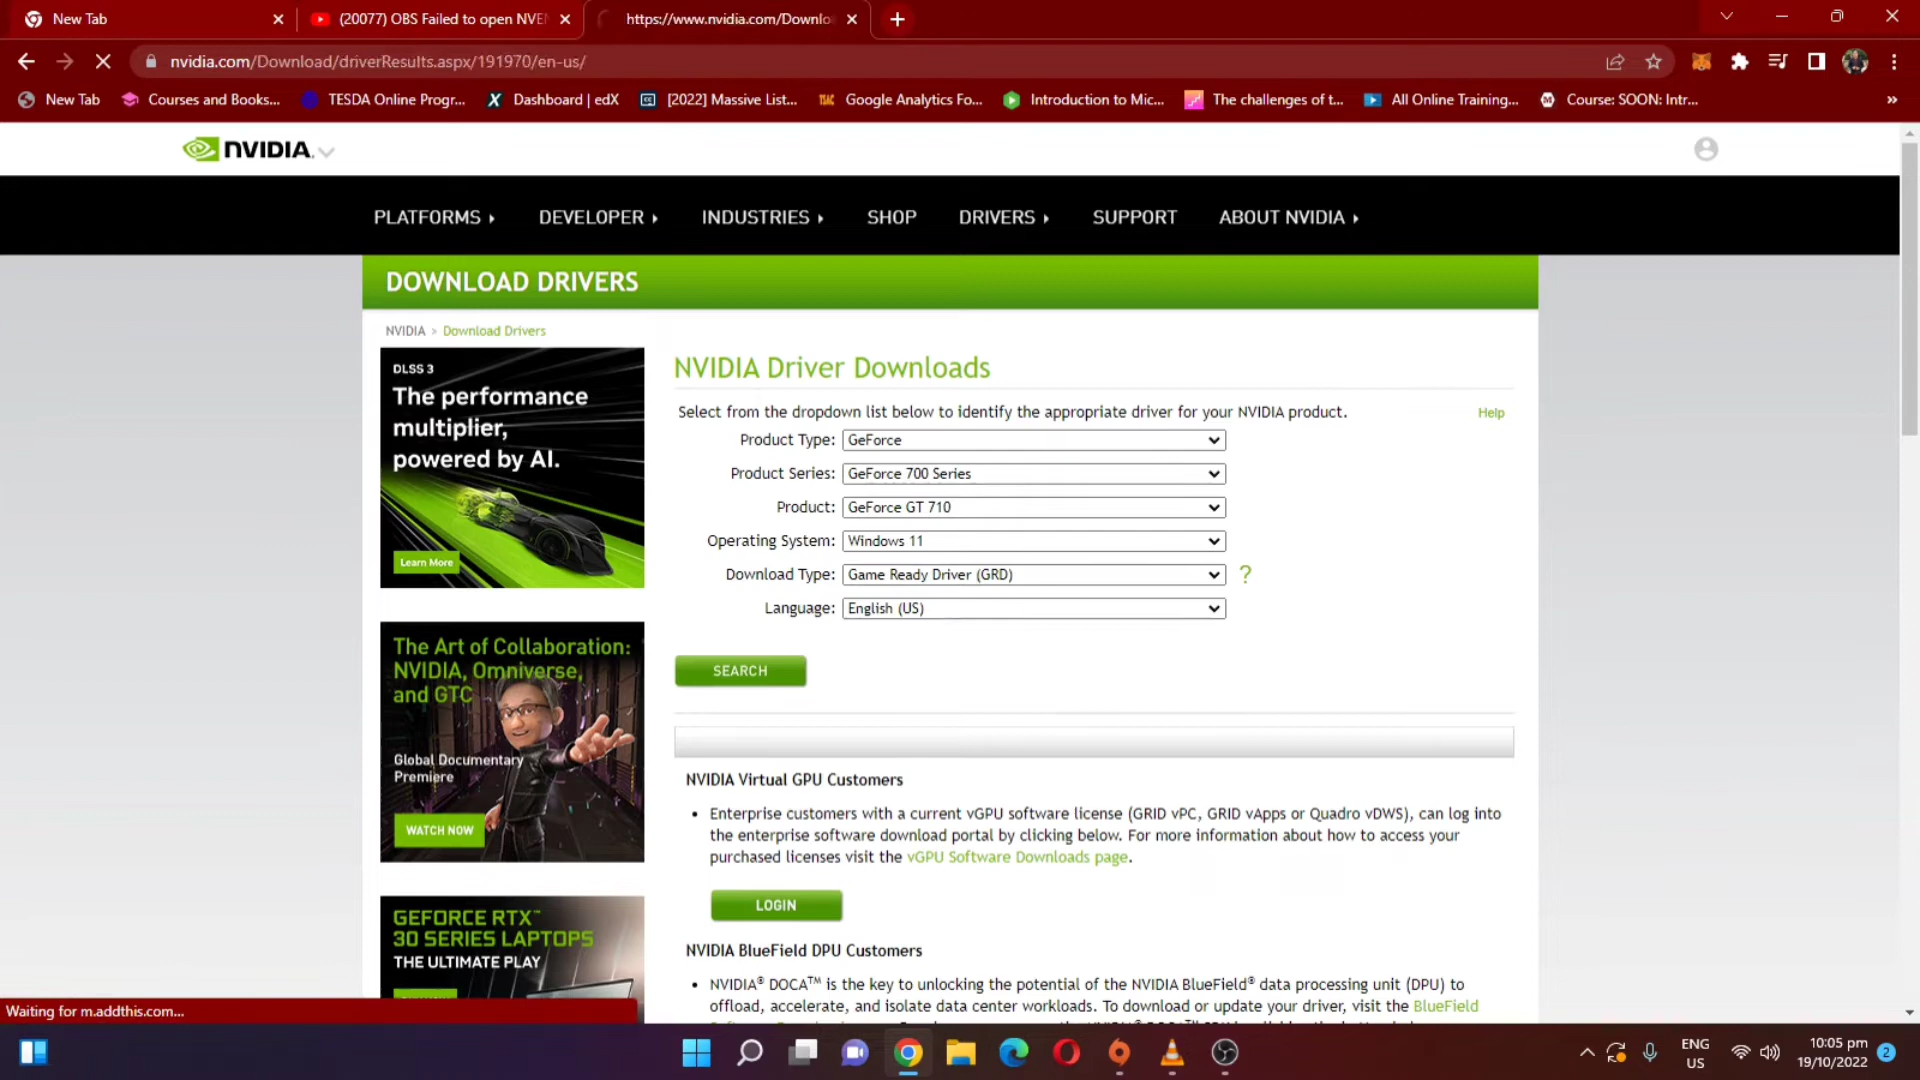 New Tab
(20077) OBS Failed to open NVEN
https://www.nvidia.com/Downlo
nvidia.com/Download/driverResults.aspx/191970/en-us/
New Tab
Courses and Books...
TESDA Online Progr...
Dashboard | edX
[2022] Massive List...
Google Analytics Fo...
Introduction to Mic...
The challenges of t...
All Online Training...
Course: SOON: Intr...
NVIDIA.
PLATFORMS
DEVELOPER
INDUSTRIES
SHOP
DRIVERS
SUPPORT
ABOUT NVIDIA
DOWNLOAD DRIVERS
NVIDIA > Download Drivers
DLSS 3
The performance
multiplier,
powered by AI.
Learn More
The Art of Collaboration:
NVIDIA, Omniverse,
and GTC
Global Documentary
Premiere
WATCH NOW
GEFORCE RTX™
30 SERIES LAPTOPS
THE ULTIMATE PLAY
NVIDIA Driver Downloads
Select from the dropdown list below to identify the appropriate driver for your NVIDIA product.
Help
Product Type: GeForce
Product Series: GeForce 700 Series
Product: GeForce GT 710
Operating System: Windows 11
Download Type: Game Ready Driver (GRD) ?
Language: English (US)
SEARCH
NVIDIA Virtual GPU Customers
• Enterprise customers with a current vGPU software license (GRID vPC, GRID vApps or Quadro vDWS), can log into
the enterprise software download portal by clicking below. For more information about how to access your
purchased licenses visit the vGPU Software Downloads page.
LOGIN
NVIDIA BlueField DPU Customers
• NVIDIA® DOCA™ is the key to unlocking the potential of the NVIDIA BlueField® data processing unit (DPU) to
offload, accelerate, and isolate data center workloads. To download or update your driver, visit the BlueField
Waiting for m.addthis.com...
ENG
US
10:05 pm
19/10/2022
2